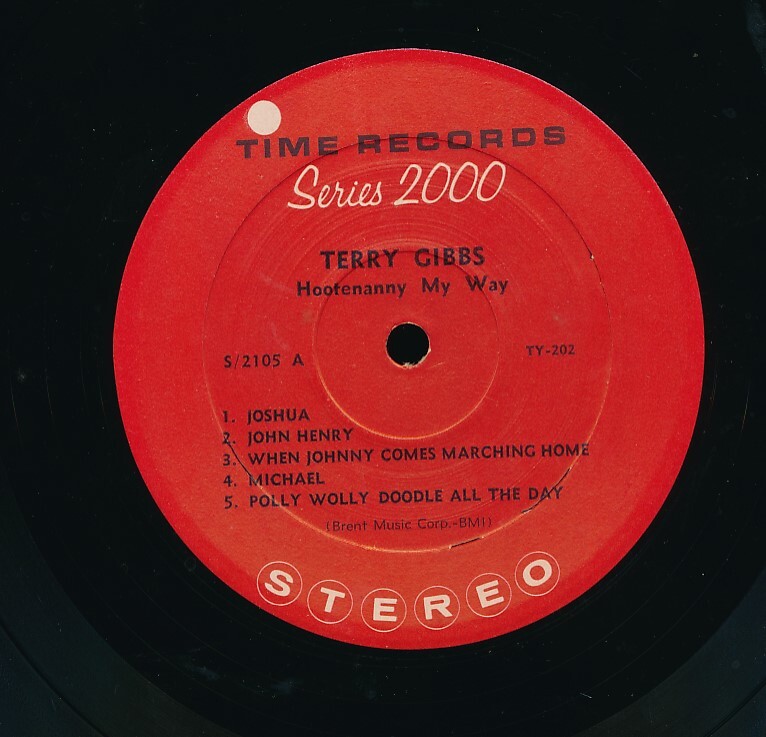 TIME RECORDS
Series 2000
TERRY GIBBS
Hootenanny My Way
S/2105 A
TY-202
1. JOSHUA
2. JOHN HENRY
3. WHEN JOHNNY COMES MARCHING HOME
4. MICHAEL
5. POLLY WOLLY DOODLE ALL THE DAY
(Brent Music Corp.-BMI)
STEREO